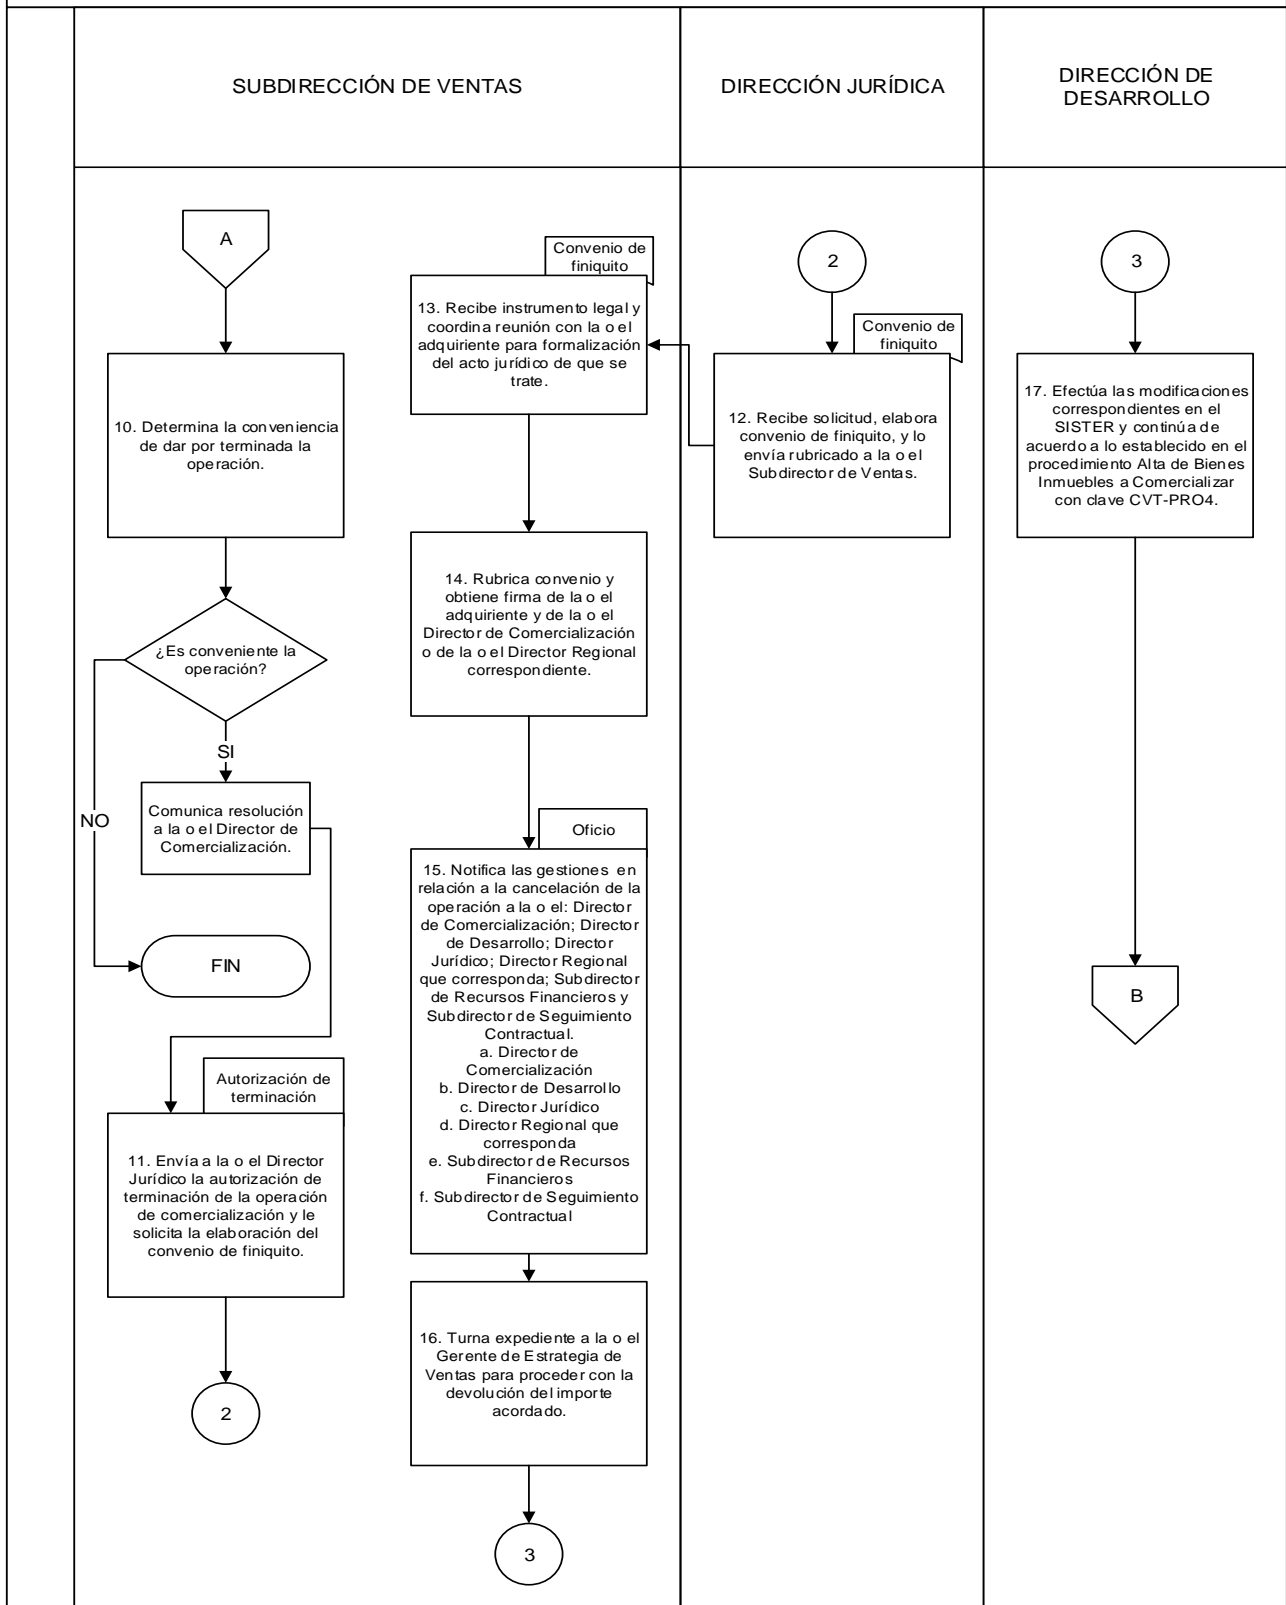 SUBDIRECCIÓN DE VENTAS
DIRECCIÓN JURÍDICA
DIRECCIÓN DE
DESARROLLO
A
10. Determina la conveniencia
de dar por terminada la
operación.
¿Es conveniente la
operación?
SI
NO
Comunica resolución
a la o el Director de
Comercialización.
FIN
Autorización de
terminación
11. Envía a la o el Director
Jurídico la autorización de
terminación de la operación
de comercialización y le
solicita la elaboración del
convenio de finiquito.
2
Convenio de
finiquito
13. Recibe instrumento legal y
coordina reunión con la o el
adquiriente para formalización
del acto jurídico de que se
trate.
14. Rubrica convenio y
obtiene firma de la o el
adquiriente y de la o el
Director de Comercialización
o de la o el Director Regional
correspondiente.
Oficio
15. Notifica las gestiones en
relación a la cancelación de la
operación a la o el: Director
de Comercialización; Director
de Desarrollo; Director
Jurídico; Director Regional
que corresponda; Subdirector
de Recursos Financieros y
Subdirector de Seguimiento
Contractual.
a. Director de
Comercialización
b. Director de Desarrollo
c. Director Jurídico
d. Director Regional que
corresponda
e. Subdirector de Recursos
Financieros
f. Subdirector de Seguimiento
Contractual
16. Turna expediente a la o el
Gerente de Estrategia de
Ventas para proceder con la
devolución del importe
acordado.
3
2
Convenio de
finiquito
12. Recibe solicitud, elabora
convenio de finiquito, y lo
envía rubricado a la o el
Subdirector de Ventas.
3
17. Efectúa las modificaciones
correspondientes en el
SISTER y continúa de
acuerdo a lo establecido en el
procedimiento Alta de Bienes
Inmuebles a Comercializar
con clave CVT-PRO4.
B